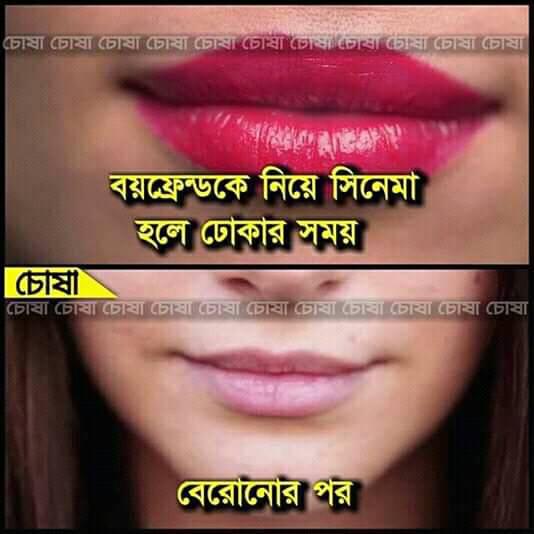 চোষা চোষা চোষা চোষা চোষা চোষা চোষা চোষা চোষা চোষা চোষা
বয়ফ্রেন্ডকে নিয়ে সিনেমা
হলে ঢোকার সময়
চোষা
চোষা চোষা চোষা চোষা চোষা চোষা চোষা চোষা চোষা চোষা চোষা
বেরোনোর পর